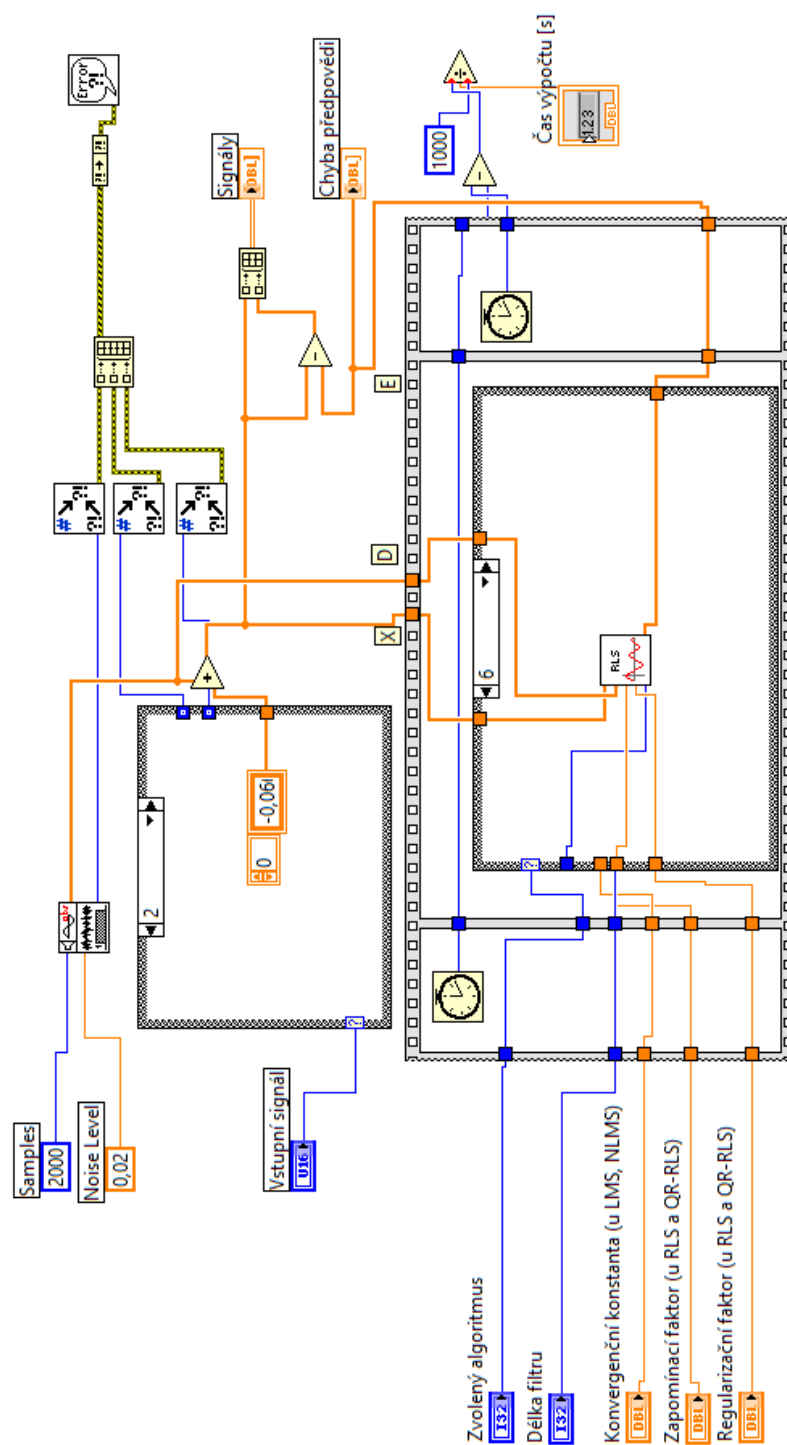 Samples
2000
Noise Level
0,02
Vstupní signál
U16
2
0
-0,06
+
#
?!
#
?!
#
?!
?! ?!
Error
?!
Signály
DBL]
Chyba předpovědi
DBL]
-
X
D
E
Zvolený algoritmus
I32
Délka filtru
I32
Konvergenční konstanta (u LMS, NLMS)
DBL
Zapomínací faktor (u RLS a QR-RLS)
DBL
Regularizační faktor (u RLS a QR-RLS)
DBL
?
?
6
RLS
-
1000
÷
Čas výpočtu [s]
1.23
DBL